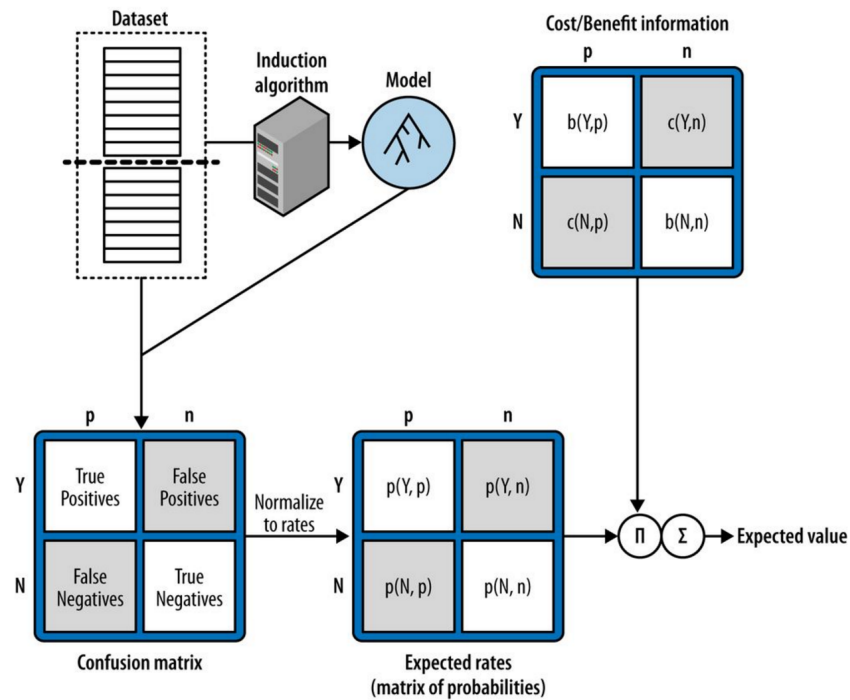 Dataset
Induction
algorithm
Model
Cost/Benefit information
p n
Y b(Y,p) c(Y,n)
N c(N,p) b(N,n)
p n
Y True
Positives
False
Positives
N False
Negatives
True
Negatives
Confusion matrix
Normalize
to rates
p n
Y p(Y, p) p(Y, n)
N p(N, p) p(N, n)
Expected rates
(matrix of probabilities)
Π Σ Expected value